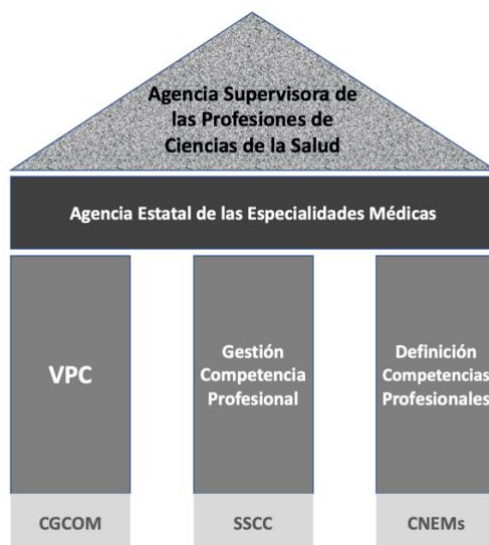 Agencia Supervisora de
las Profesiones de
Ciencias de la Salud
Agencia Estatal de las Especialidades Médicas
VPC
Gestión
Competencia
Profesional
Definición
Competencias
Profesionales
CGCOM
SSCC
CNEMs